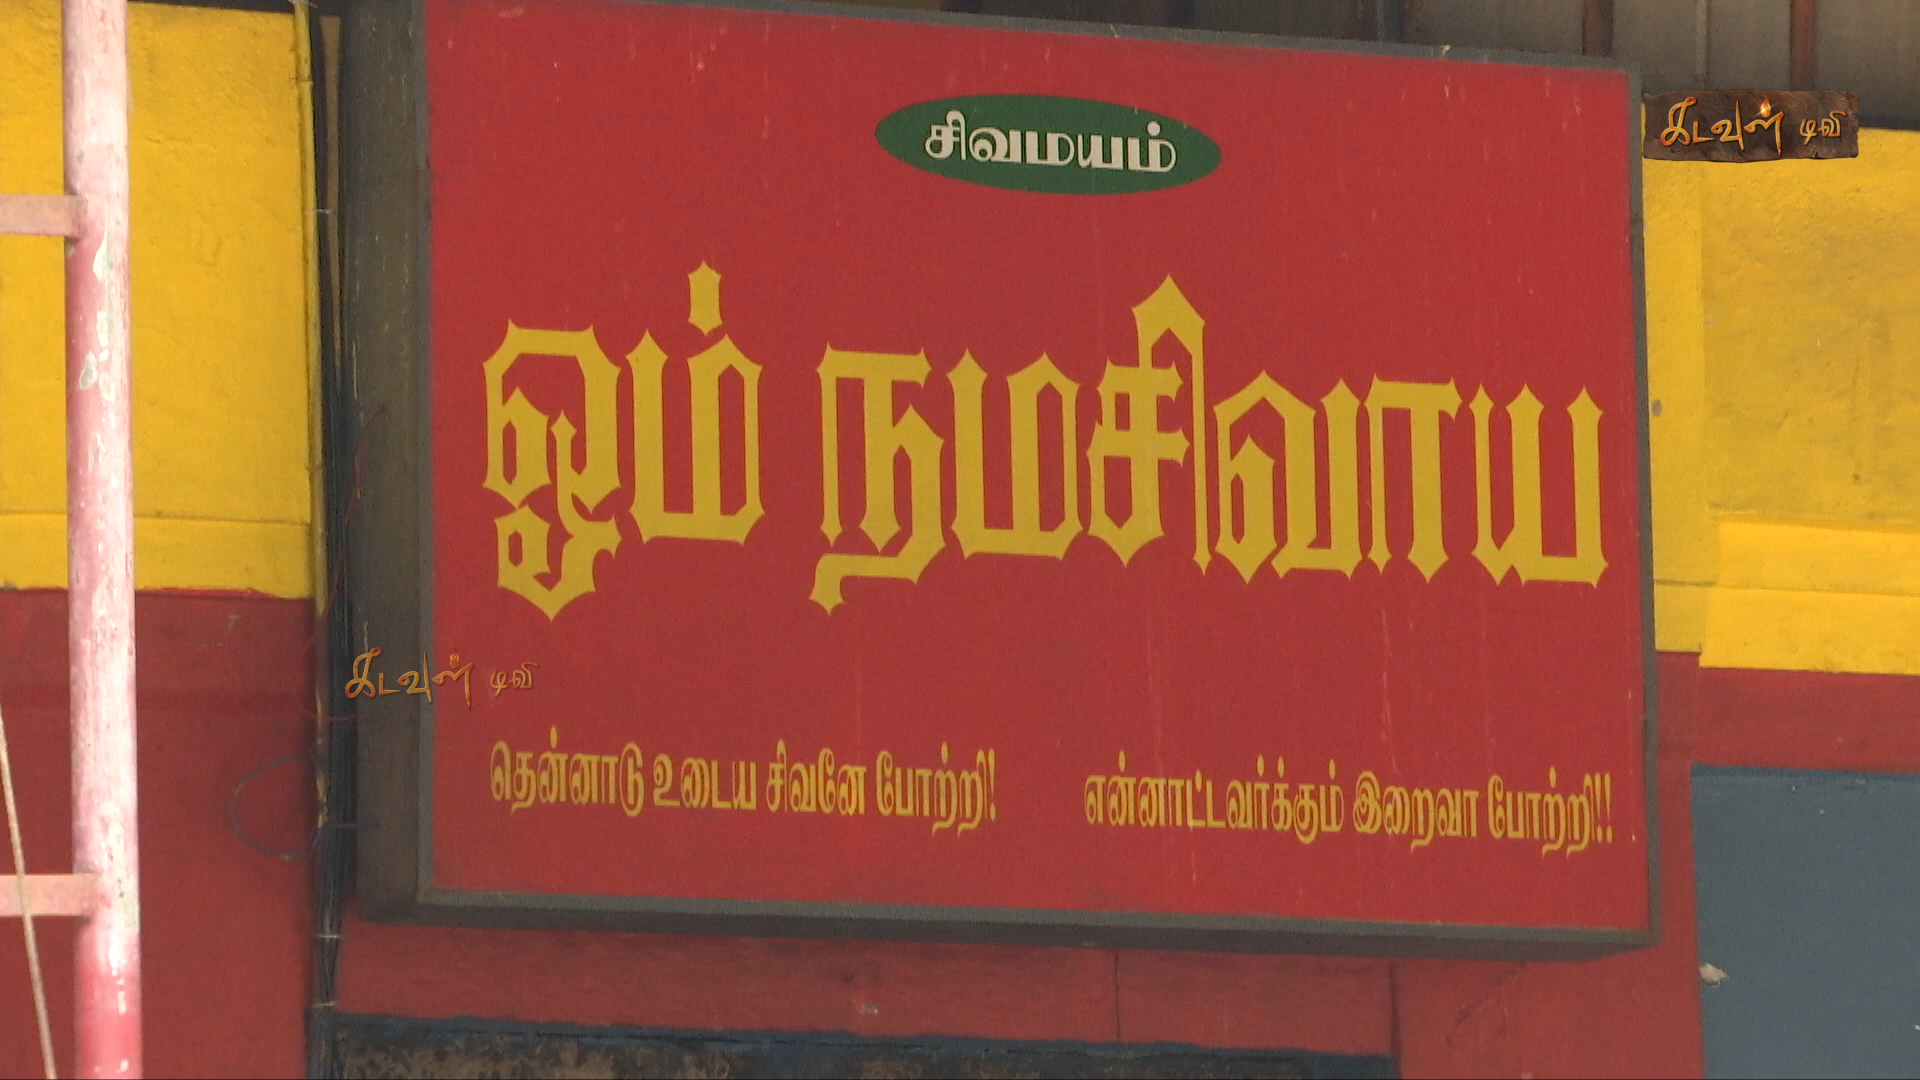 சிவமயம்
கடவுள் டிவி
ஓம் நமசிவாய
கடவுள் டிவி
தென்னாடு உடைய சிவனே போற்றி! என்னாட்டவர்க்கும் இறைவா போற்றி!!